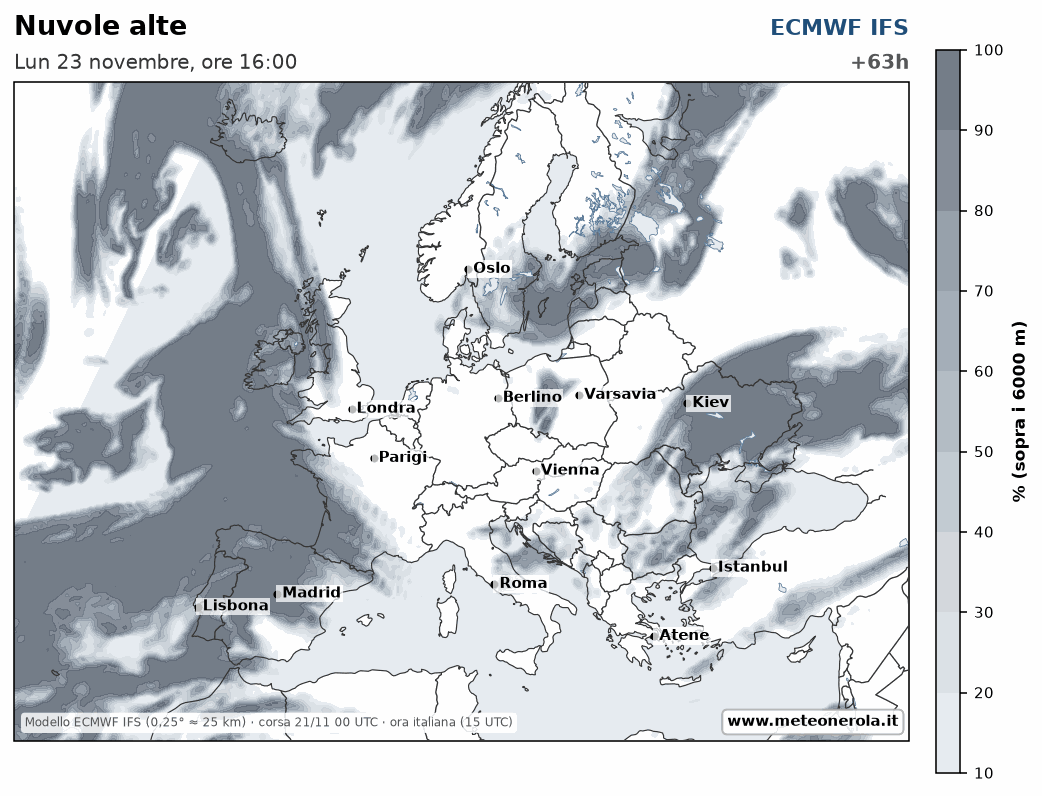 Nuvole alte
ECMWF IFS
Lun 23 novembre, ore 16:00
+63h
100
90
80
70
60
50
40
30
20
10
% (sopra i 6000 m)
Oslo
Berlino
Varsavia
Kiev
Londra
Parigi
Vienna
Istanbul
Roma
Madrid
Lisbona
Atene
Modello ECMWF IFS (0,25° ≈ 25 km) · corsa 21/11 00 UTC · ora italiana (15 UTC)
www.meteonerola.it